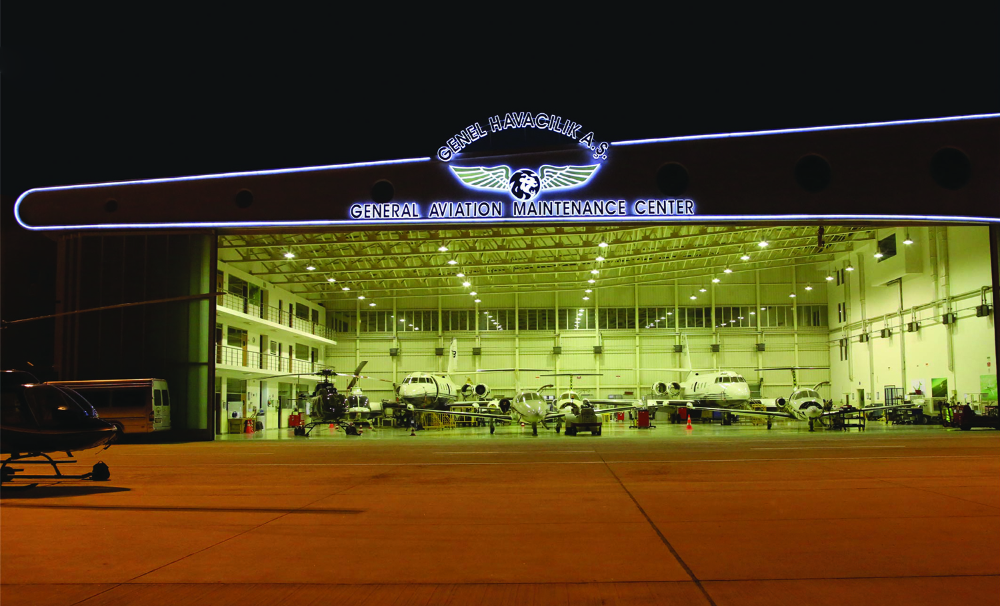 GENEL HAVACILIK A.Ş.
GENERAL AVIATION MAINTENANCE CENTER